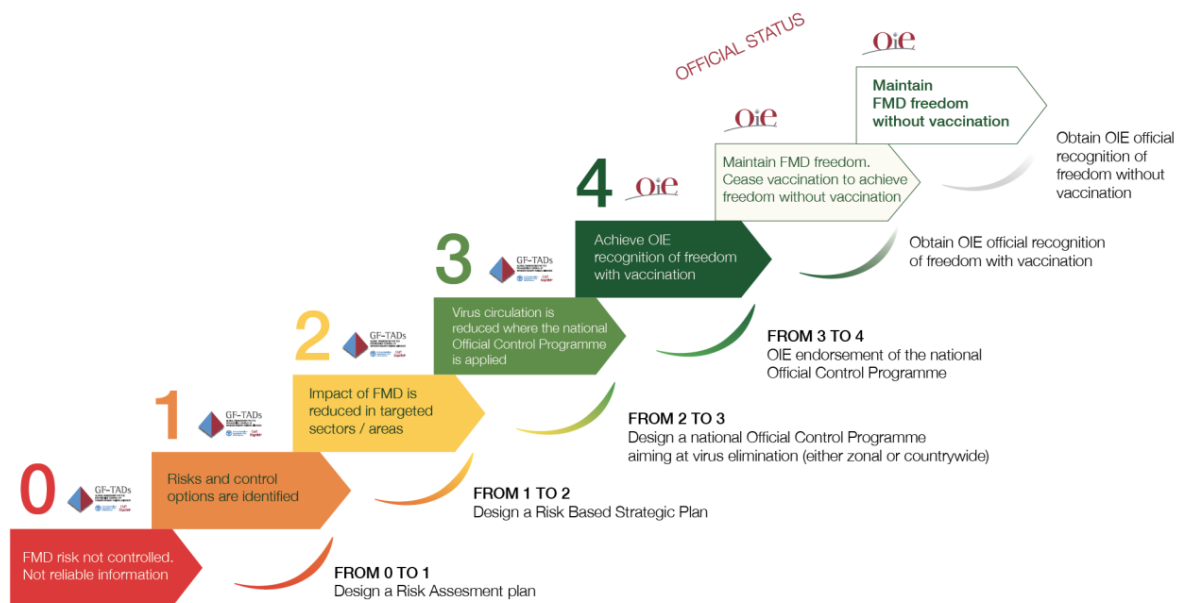 OFFICIAL STATUS
Oie
Maintain
FMD freedom
without vaccination
Obtain OIE official
recognition of
freedom without
vaccination
Oie
Maintain FMD freedom.
Cease vaccination to achieve
freedom without vaccination
Obtain OIE official recognition
of freedom with vaccination
4
Oie
Achieve OIE
recognition of freedom
with vaccination
FROM 3 TO 4
OIE endorsement of the national
Official Control Programme
3
GF-TADs
Virus circulation is
reduced where the national
Official Control Programme
is applied
FROM 2 TO 3
Design a national Official Control Programme
aiming at virus elimination (either zonal or countrywide)
2
GF-TADs
Impact of FMD is
reduced in targeted
sectors / areas
FROM 1 TO 2
Design a Risk Based Strategic Plan
1
GF-TADs
Risks and control
options are identified
FROM 0 TO 1
Design a Risk Assesment plan
0
GF-TADs
FMD risk not controlled.
Not reliable information